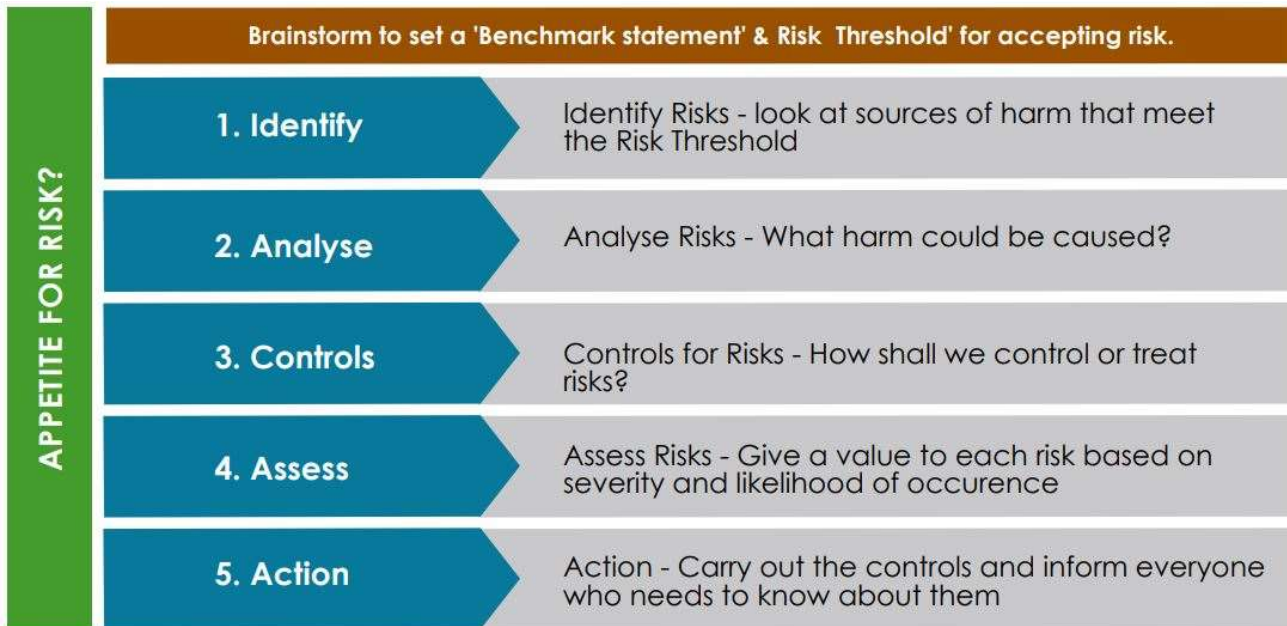 APPETITE FOR RISK?
Brainstorm to set a 'Benchmark statement' & Risk  Threshold' for accepting risk.
1. Identify
Identify Risks - look at sources of harm that meet
the Risk Threshold
2. Analyse
Analyse Risks - What harm could be caused?
3. Controls
Controls for Risks - How shall we control or treat
risks?
4. Assess
Assess Risks - Give a value to each risk based on
severity and likelihood of occurence
5. Action
Action - Carry out the controls and inform everyone
who needs to know about them